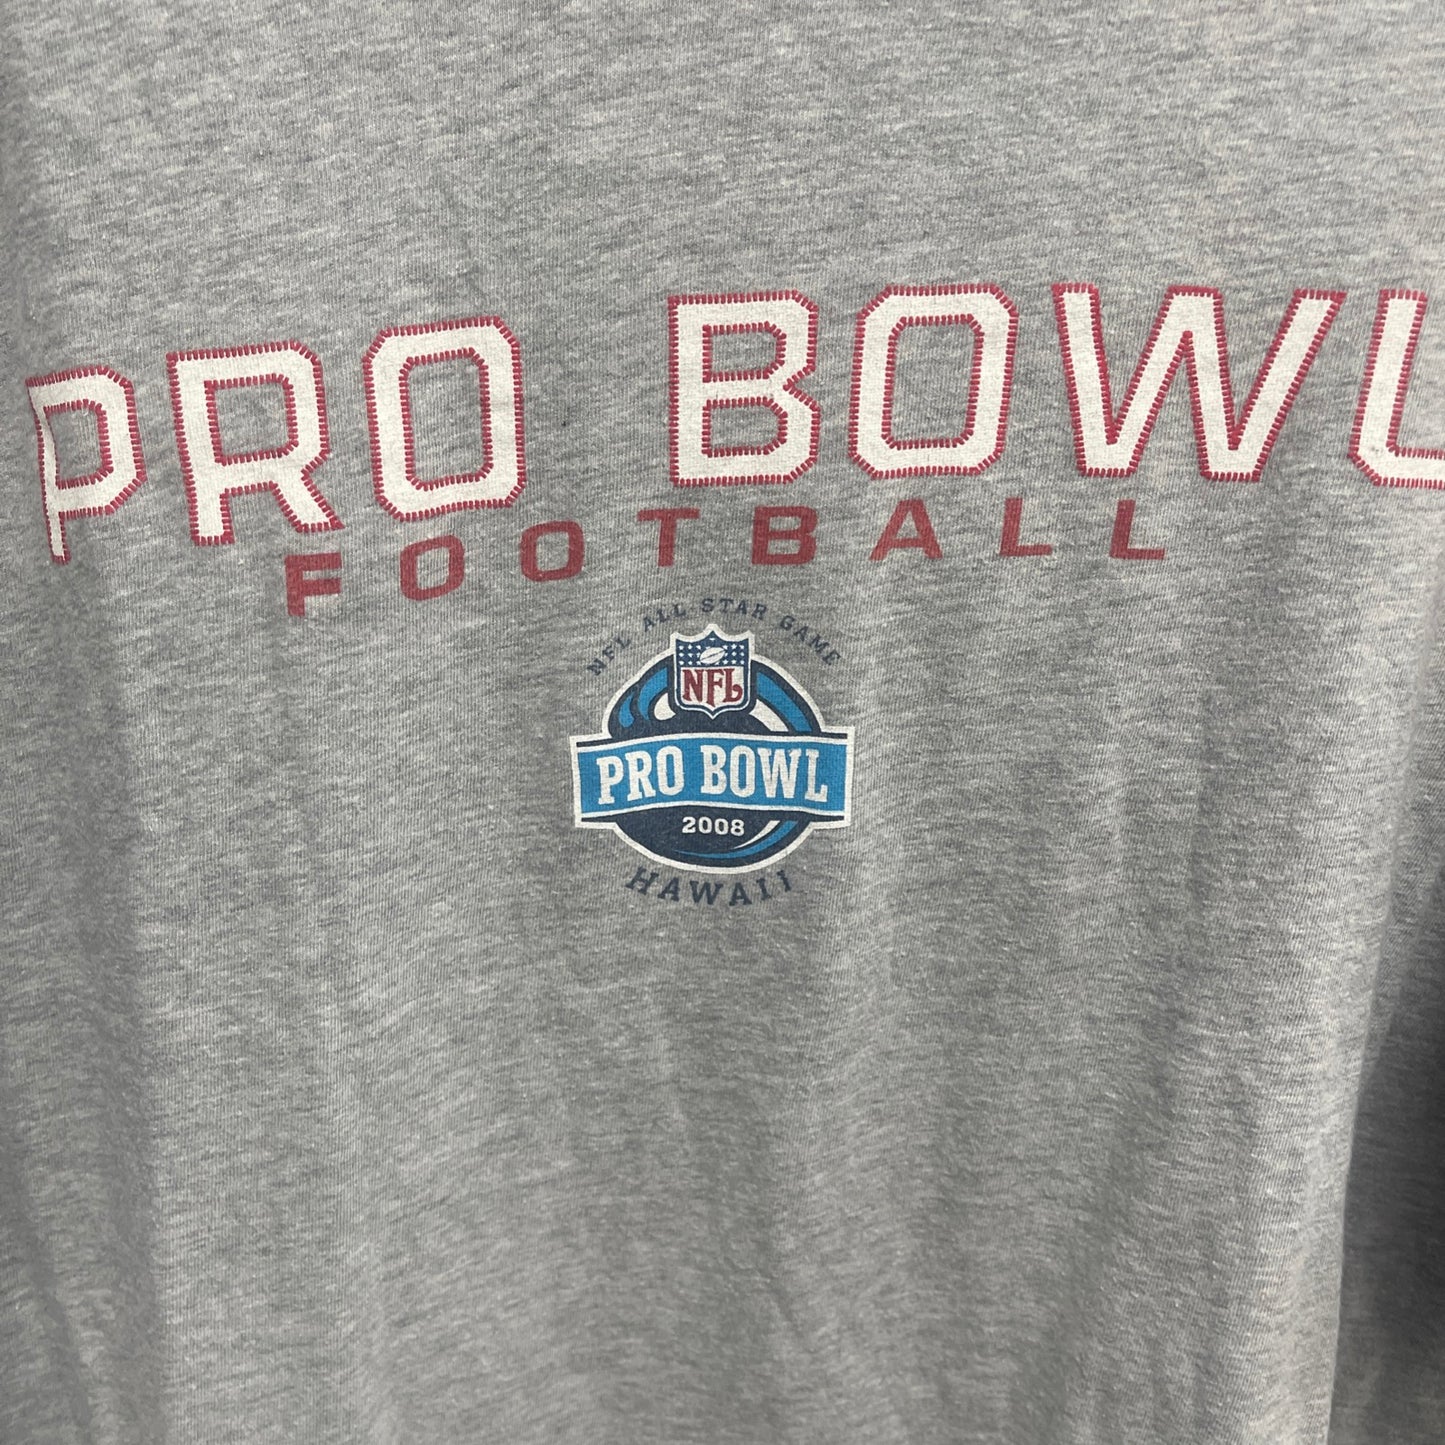 PRO BOWL
FOOTBALL
NFL ALL-STAR GAME
NFL
PRO BOWL
2008
HAWAII